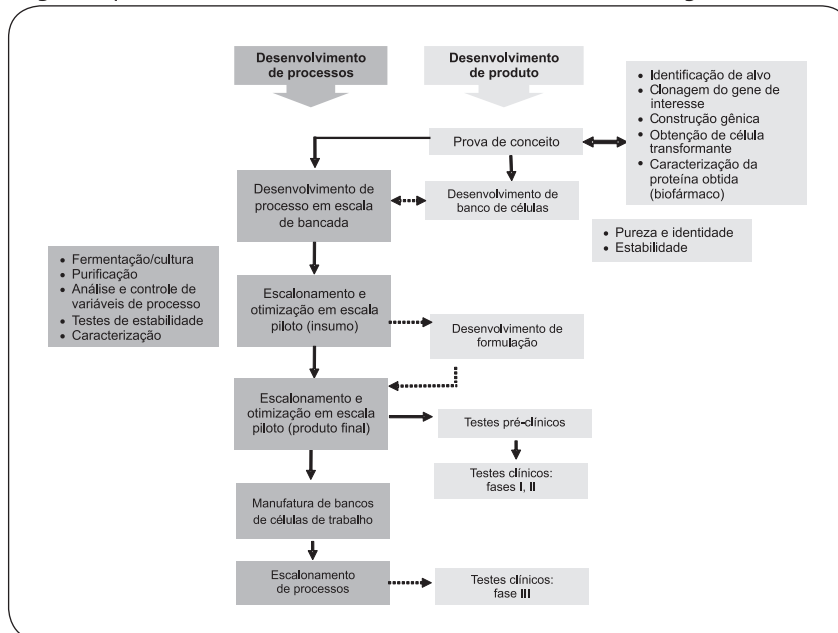 Desenvolvimento
de processos
Desenvolvimento
de produto
• Identificação de alvo
• Clonagem do gene de
interesse
• Construção gênica
• Obtenção de célula
transformante
• Caracterização da
proteína obtida
(biofármaco)
Prova de conceito
Desenvolvimento de
processo em escala
de bancada
Desenvolvimento de
banco de células
• Pureza e identidade
• Estabilidade
• Fermentação/cultura
• Purificação
• Análise e controle de
variáveis de processo
• Testes de estabilidade
• Caracterização
Escalonamento e
otimização em escala
piloto (insumo)
Desenvolvimento de
formulação
Escalonamento e
otimização em escala
piloto (produto final)
Testes pré-clínicos
Testes clínicos:
fases I, II
Manufatura de bancos
de células de trabalho
Escalonamento
de processos
Testes clínicos:
fase III